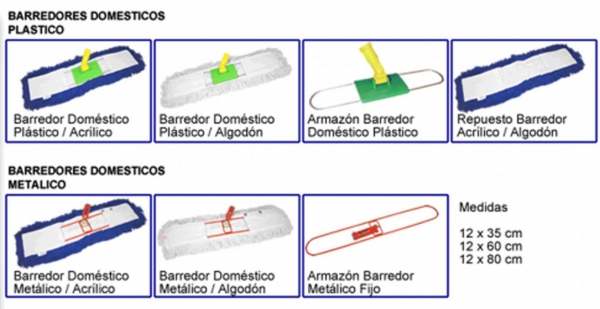 BARREDORES DOMESTICOS
PLASTICO
Barredor Doméstico
Plástico / Acrílico
Barredor Doméstico
Plástico / Algodón
Armazón Barredor
Doméstico Plástico
Repuesto Barredor
Acrílico / Algodón
BARREDORES DOMESTICOS
METALICO
Barredor Doméstico
Metálico / Acrílico
Barredor Doméstico
Metálico / Algodón
Armazón Barredor
Metálico Fijo
Medidas
12 x 35 cm
12 x 60 cm
12 x 80 cm